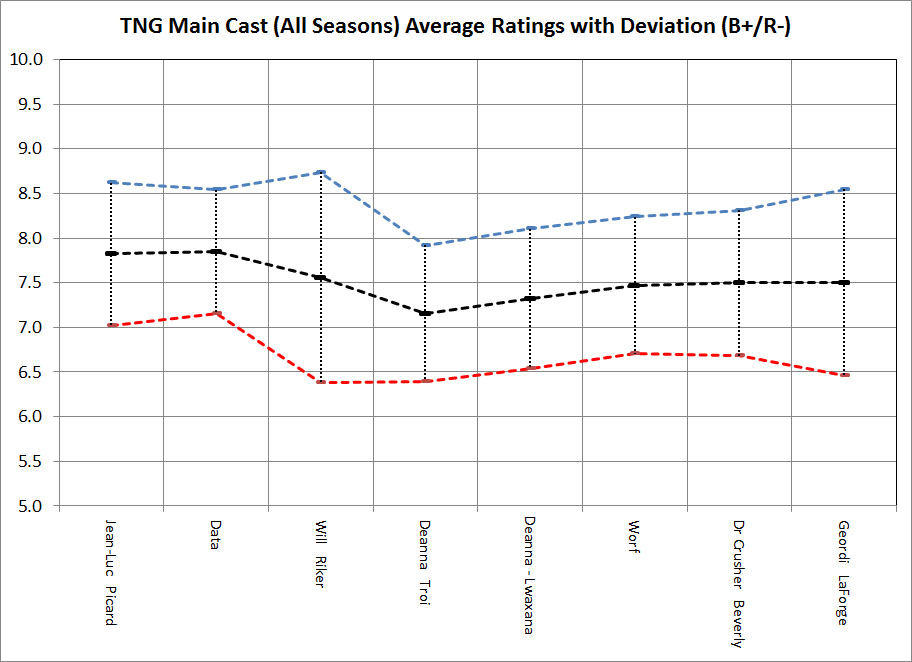 TNG Main Cast (All Seasons) Average Ratings with Deviation (B+/R-)
10.0
9.5
9.0
8.5
8.0
7.5
7.0
6.5
6.0
5.5
5.0
Jean-Luc Picard
Data
Will Riker
Deanna Troi
Deanna - Lwaxana
Worf
Dr Crusher Beverly
Geordi LaForge